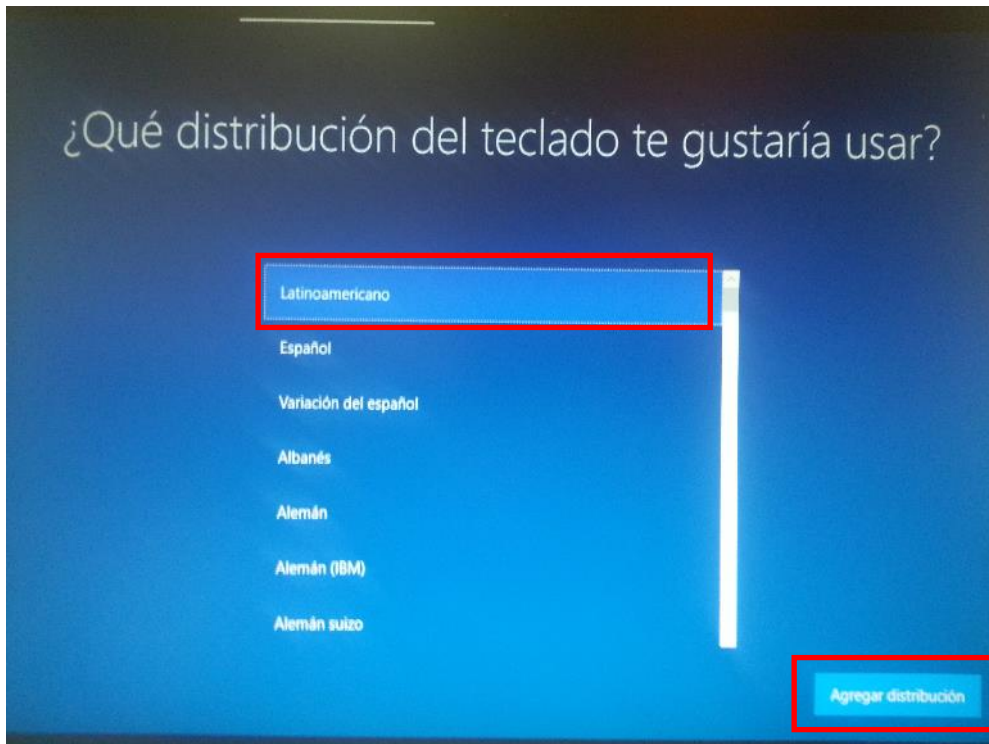 ¿Qué distribución del teclado te gustaría usar?
Latinoamericano
Español
Variación del español
Albanés
Alemán
Alemán (IBM)
Alemán suizo
Agregar distribución